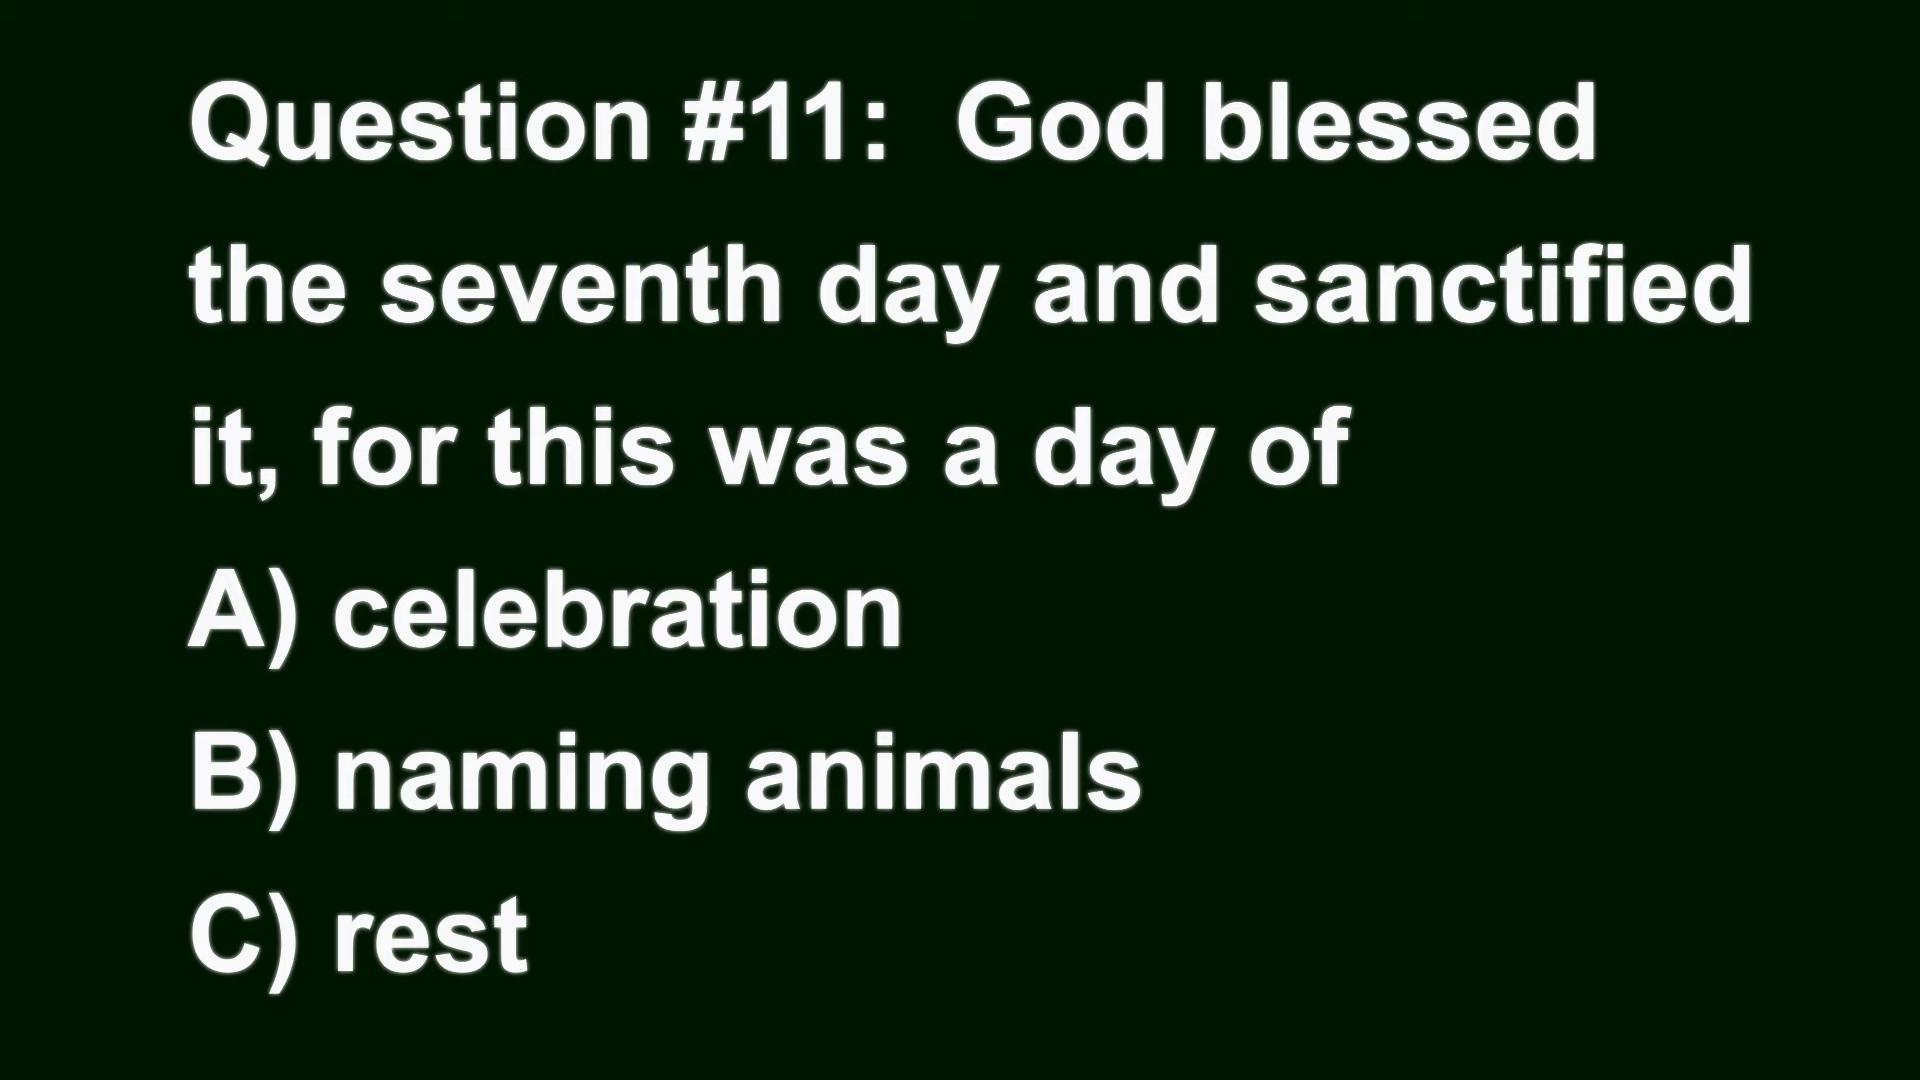 Question #11:  God blessed
the seventh day and sanctified
it, for this was a day of
A) celebration
B) naming animals
C) rest